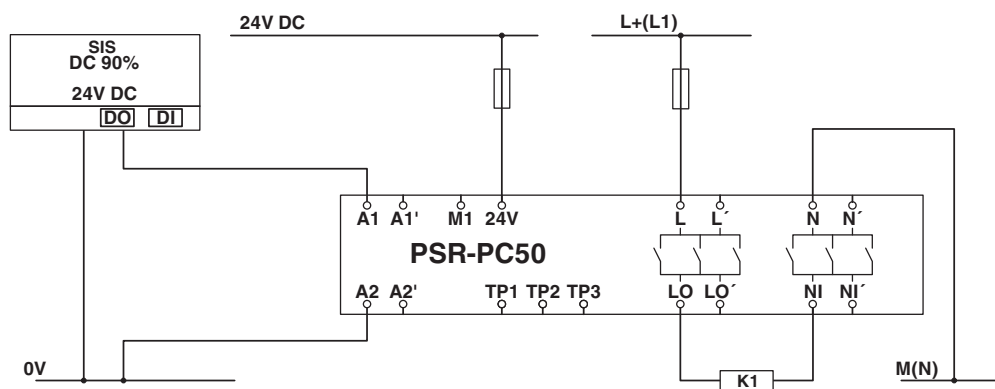 24V DC
L+(L1)
SIS
DC 90%
24V DC
DO DI
A1 A1' M1 24V L L´ N N´
PSR-PC50
A2 A2' TP1 TP2 TP3 LO LO´ NI NI´
0V
K1
M(N)